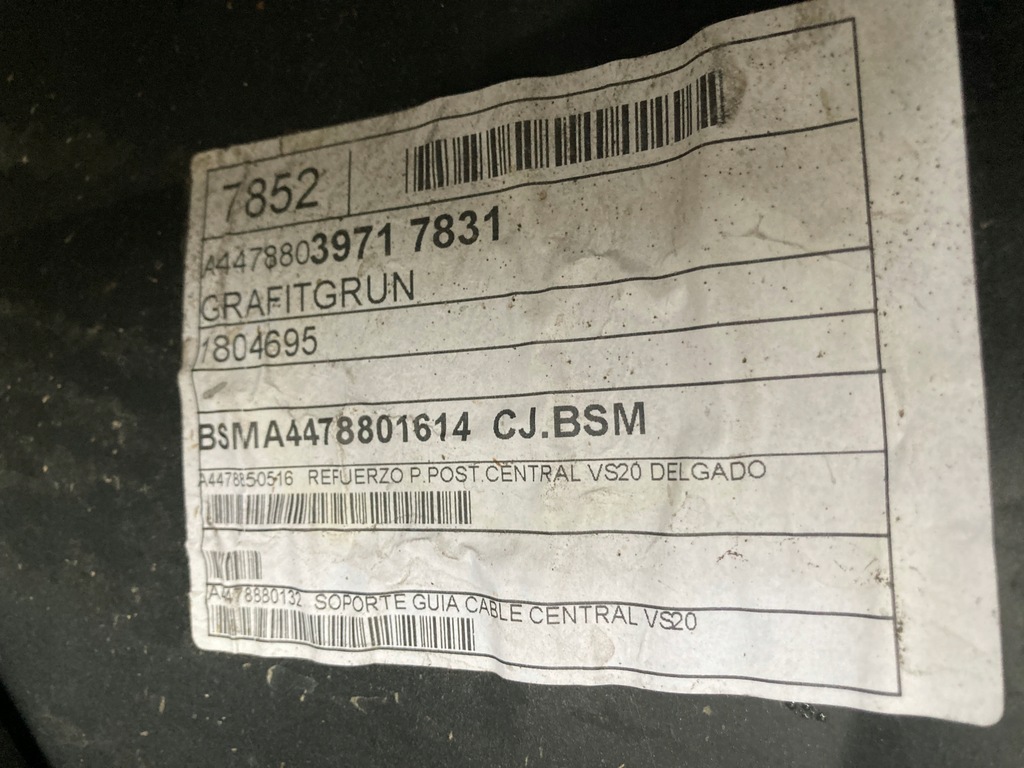 7852
A4478803971 7831
GRAFITGRUN
1804695
BSMA4478801614 CJ.BSM
A4478850516 REFUERZO P.POST.CENTRAL VS20 DELGADO
A4478880132 SOPORTE GUIA CABLE CENTRAL VS20